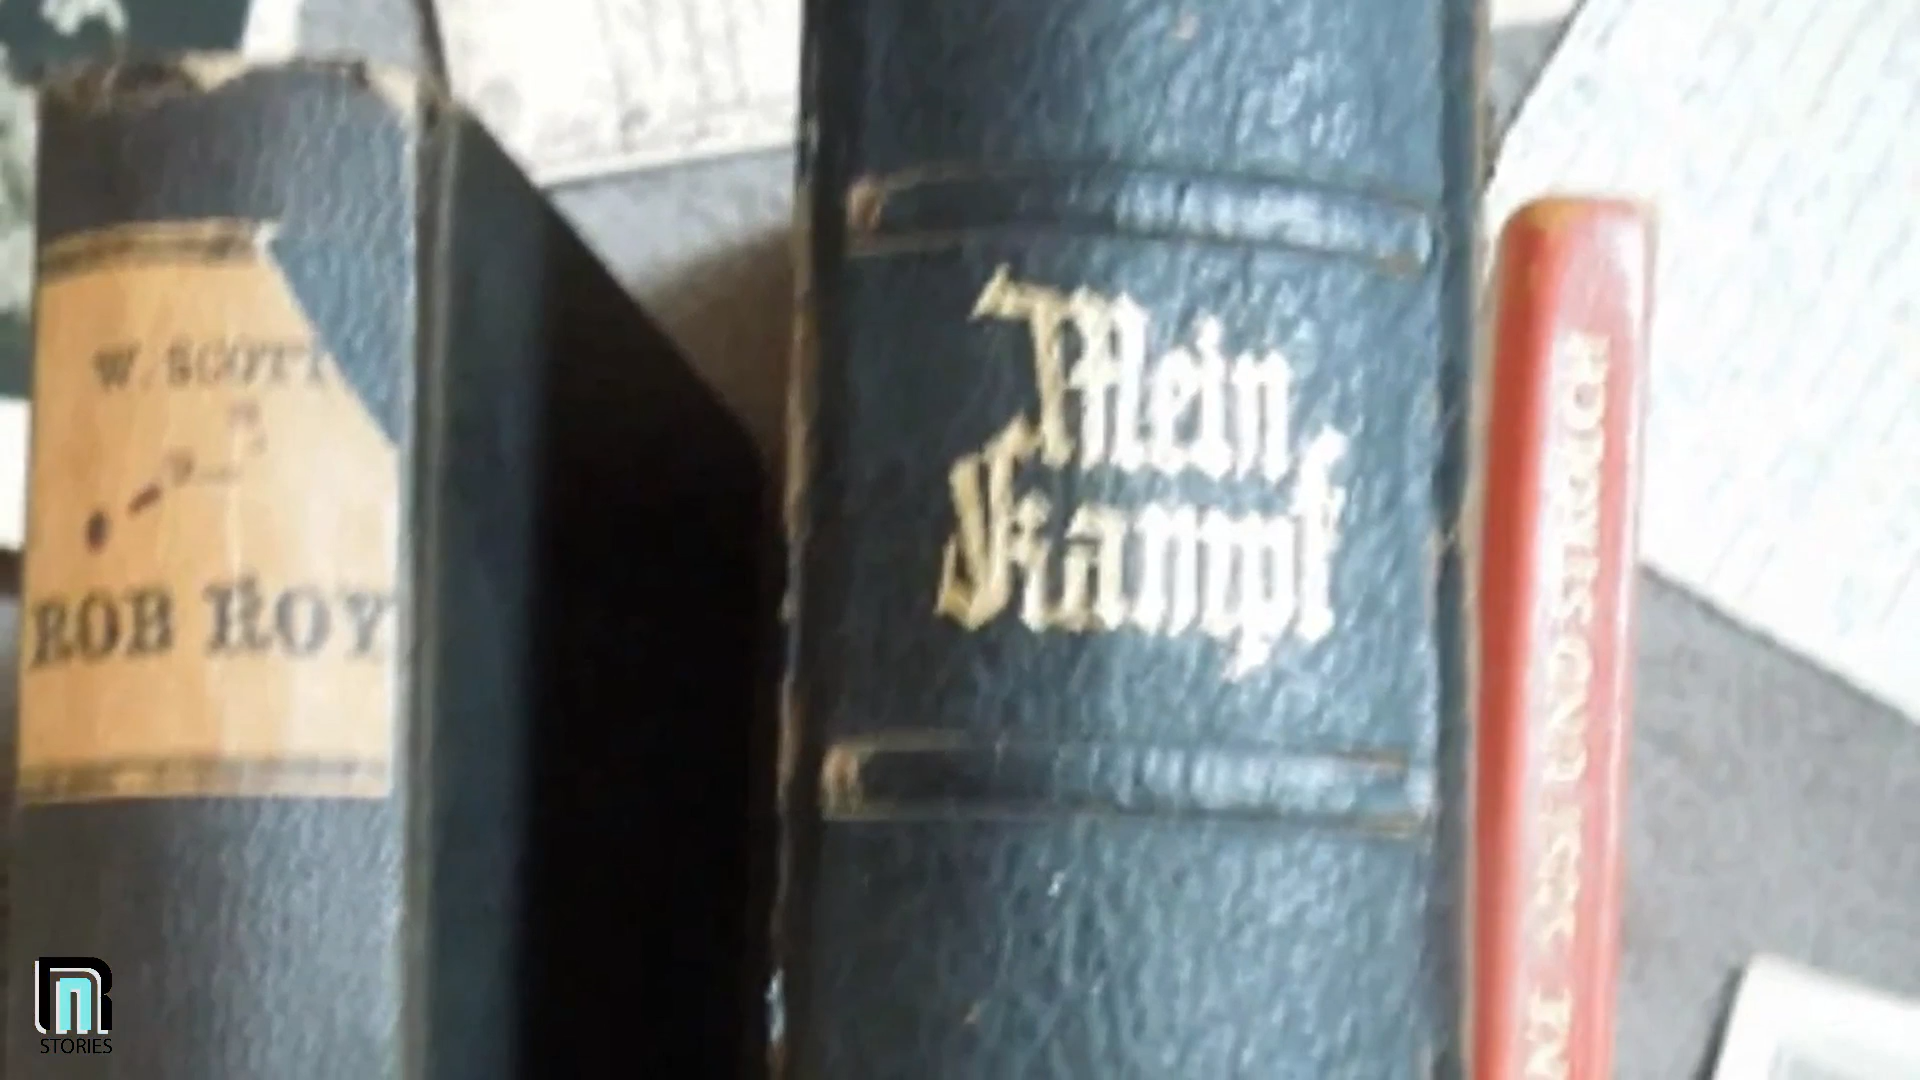 W. SCOTT
ROB ROY
Mein
Kampf
STORIES